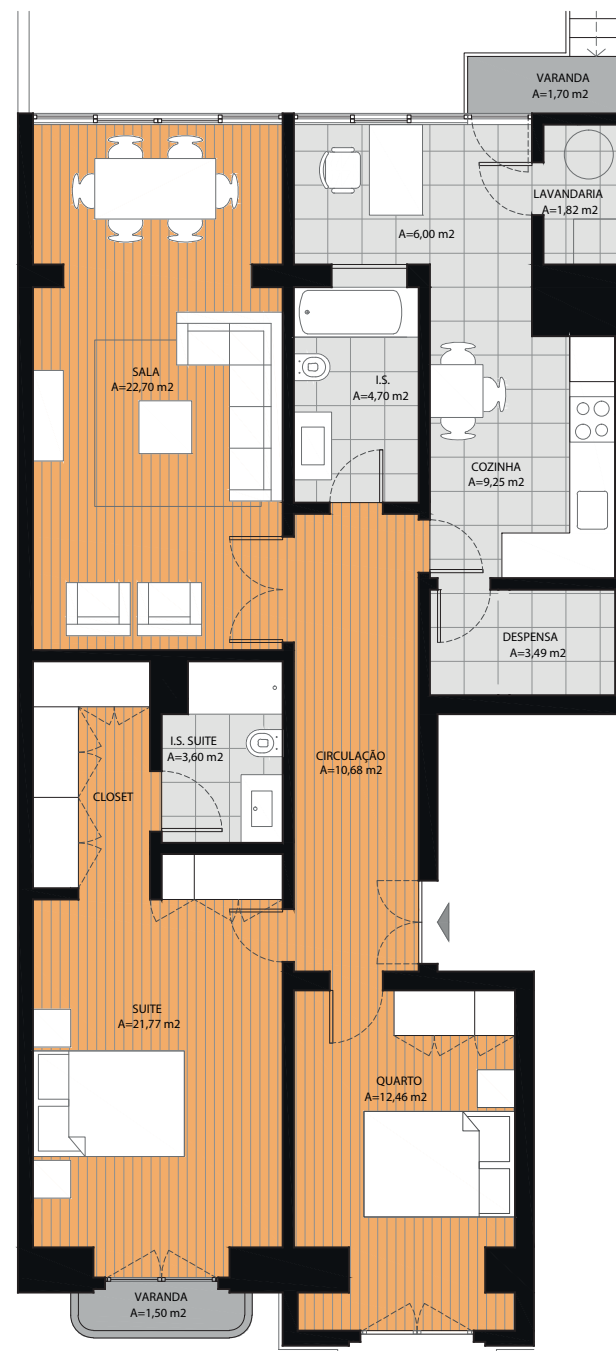 VARANDA
A=1,70 m2
LAVANDARIA
A=1,82 m2
A=6,00 m2
SALA
A=22,70 m2
I.S.
A=4,70 m2
COZINHA
A=9,25 m2
DESPENSA
A=3,49 m2
I.S. SUITE
A=3,60 m2
CIRCULAÇÃO
A=10,68 m2
CLOSET
SUITE
A=21,77 m2
QUARTO
A=12,46 m2
VARANDA
A=1,50 m2